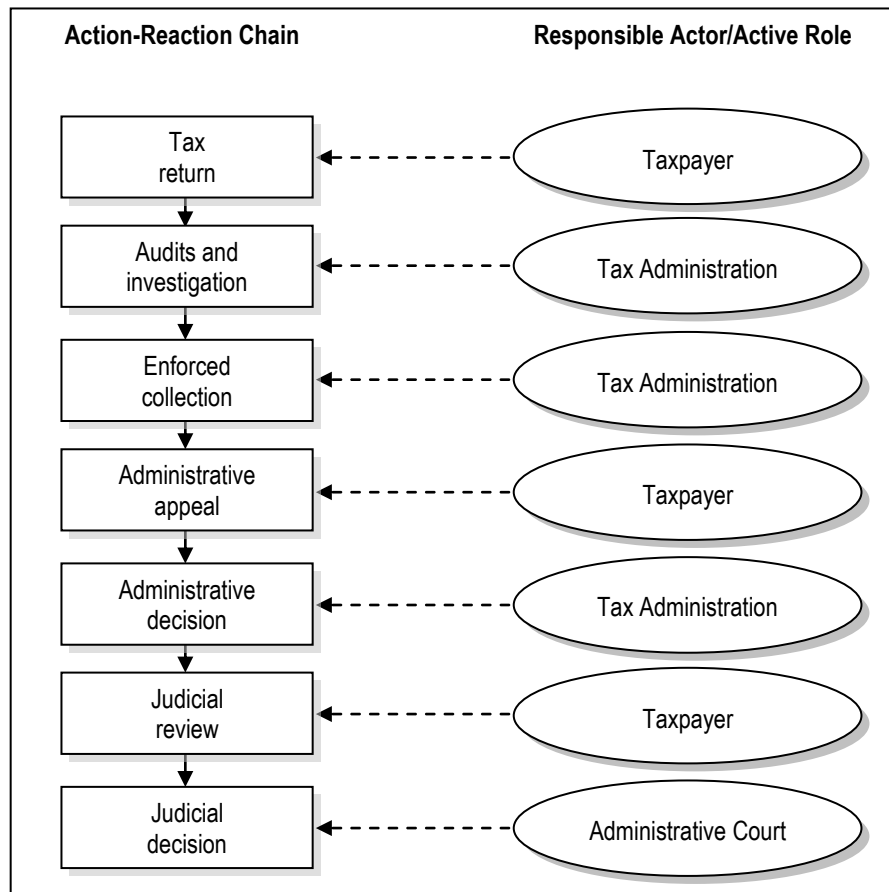 Action-Reaction Chain
Responsible Actor/Active Role
Tax
return
Taxpayer
Audits and
investigation
Tax Administration
Enforced
collection
Tax Administration
Administrative
appeal
Taxpayer
Administrative
decision
Tax Administration
Judicial
review
Taxpayer
Judicial
decision
Administrative Court